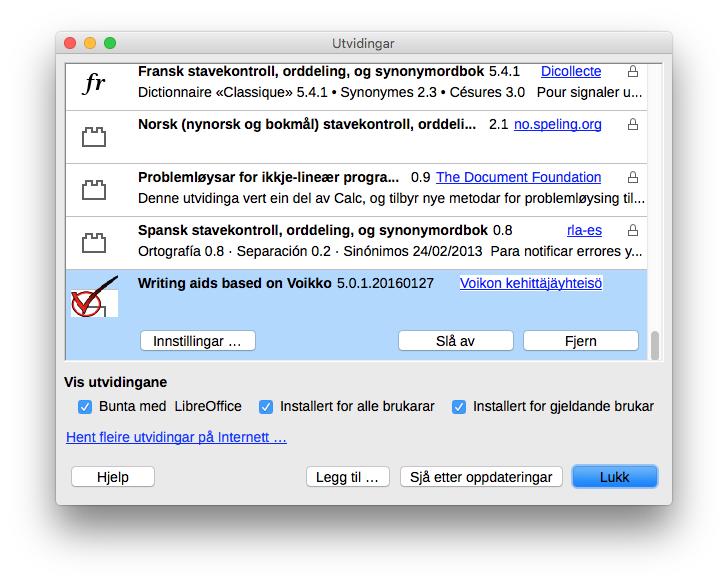 Utvidingar
fr Fransk stavekontroll, orddeling, og synonymordbok 5.4.1 Dicollecte
Dictionnaire «Classique» 5.4.1 • Synonymes 2.3 • Césures 3.0 Pour signaler u...
Norsk (nynorsk og bokmål) stavekontroll, orddeli... 2.1 no.speling.org
Problemløysar for ikkje-lineær progra... 0.9 The Document Foundation
Denne utvidinga vert ein del av Calc, og tilbyr nye metodar for problemløysing til...
Spansk stavekontroll, orddeling, og synonymordbok 0.8 rla-es
Ortografía 0.8 · Separación 0.2 · Sinónimos 24/02/2013 Para notificar errores y...
Writing aids based on Voikko 5.0.1.20160127 Voikon kehittäjäyhteisö
Innstillingar … Slå av Fjern
Vis utvidingane
Bunta med LibreOffice Installert for alle brukarar Installert for gjeldande brukar
Hent fleire utvidingar på Internett …
Hjelp Legg til … Sjå etter oppdateringar Lukk